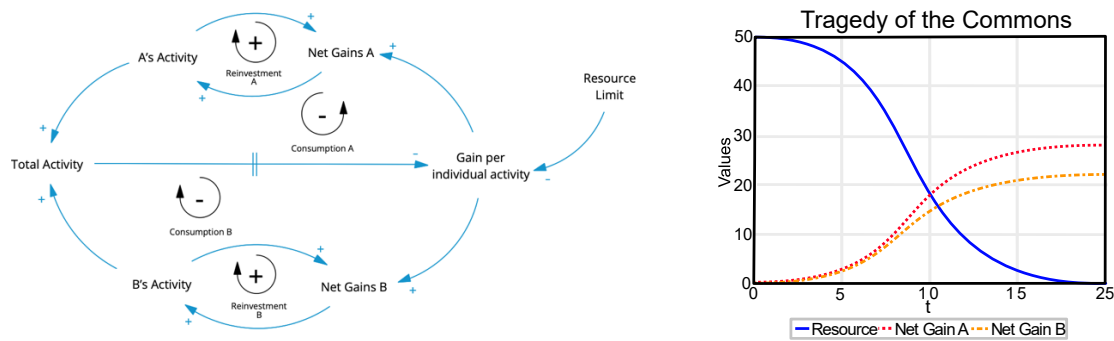 A's Activity
+
+
Reinvestment
A
Net Gains A
+
+
+
-
Consumption A
Resource
Limit
Total Activity
-
Gain per
individual activity
-
+
+
-
Consumption B
B's Activity
+
+
Reinvestment
B
Net Gains B
+
+
Tragedy of the Commons
Values
50
40
30
20
10
0
0
5
10
15
25
t
Resource
Net Gain A
Net Gain B